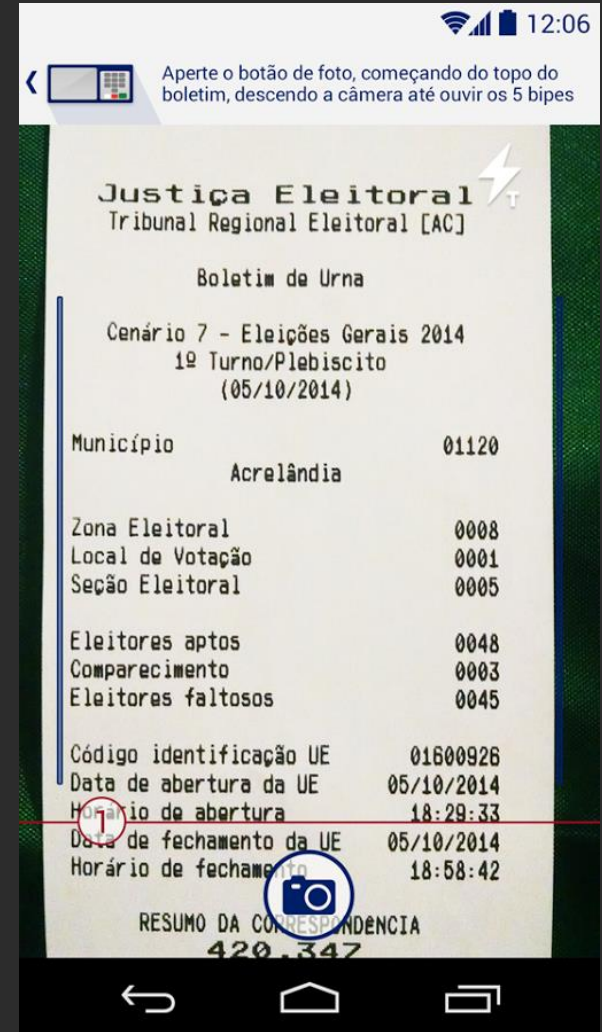 12:06
Aperte o botão de foto, começando do topo do
boletim, descendo a câmera até ouvir os 5 bipes
T
Justiça Eleitoral
Tribunal Regional Eleitoral [AC]
Boletim de Urna
Cenário 7 - Eleições Gerais 2014
1º Turno/Plebiscito
(05/10/2014)
Município 01120
Acrelândia
Zona Eleitoral 0008
Local de Votação 0001
Seção Eleitoral 0005
Eleitores aptos 0048
Comparecimento 0003
Eleitores faltosos 0045
Código identificação UE 01600926
Data de abertura da UE 05/10/2014
Horário de abertura 18:29:33
1
Data de fechamento da UE 05/10/2014
Horário de fechamento 18:58:42
RESUMO DA CORRESPONDÊNCIA
420.347